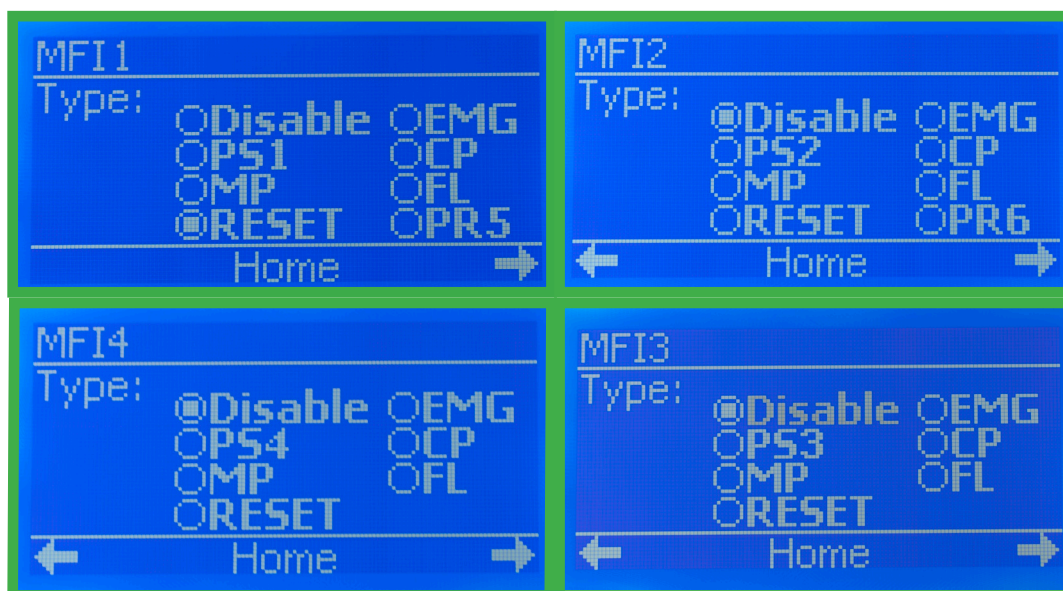 MFI1
Type:
Disable EMG
PS1 CP
MP FL
RESET PR5
Home
MFI2
Type:
Disable EMG
PS2 CP
MP FL
RESET PR6
Home
MFI4
Type:
Disable EMG
PS4 CP
MP FL
RESET
Home
MFI3
Type:
Disable EMG
PS3 CP
MP FL
RESET
Home